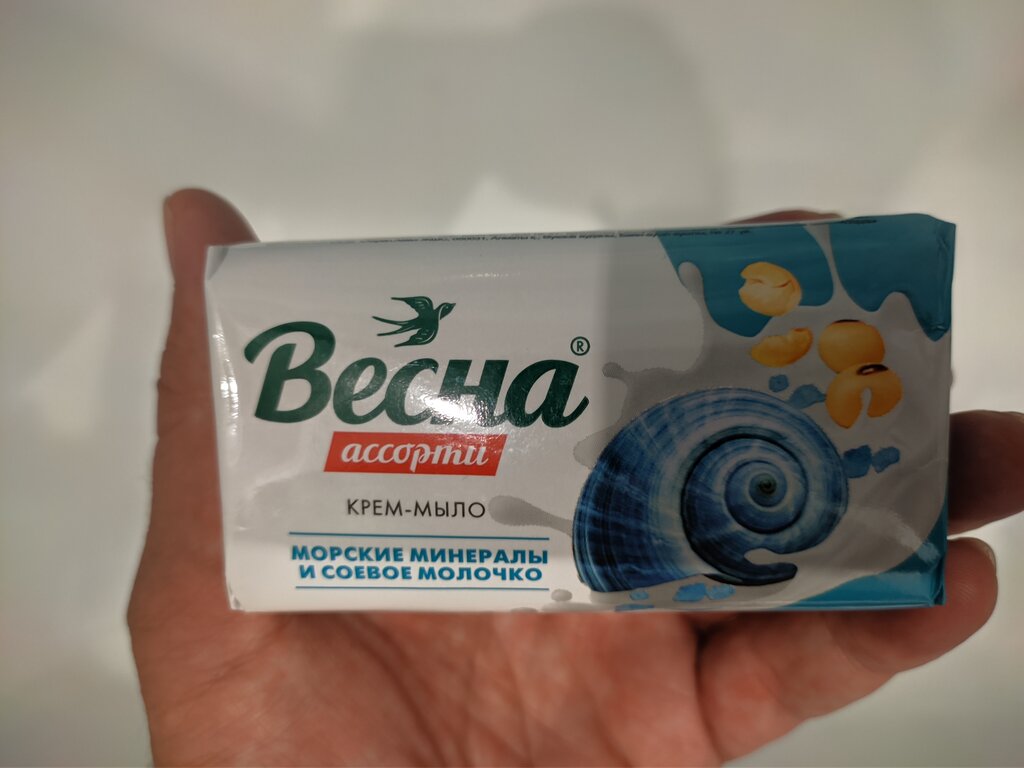 Весна®
ассорти
КРЕМ-МЫЛО
МОРСКИЕ МИНЕРАЛЫ
И СОЕВОЕ МОЛОЧКО